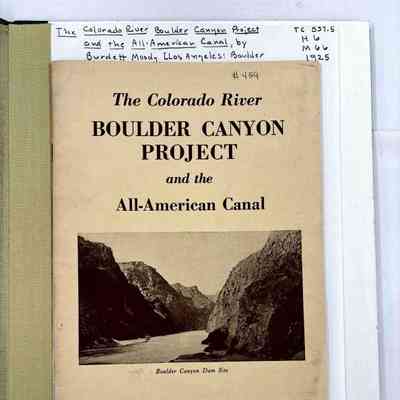 The Colorado River Boulder Canyon Project
and the All-American Canal, by
Burdett Moody [Los Angeles: Boulder
TC 557.5
H6
M66
1925
# 454
The Colorado River
BOULDER CANYON
PROJECT
and the
All-American Canal
Boulder Canyon Dam Site